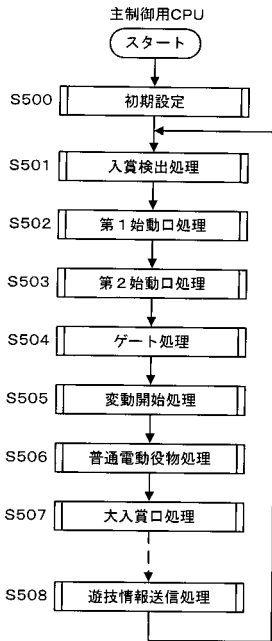 主制御用CPU
スタート
S500
初期設定
S501
入賞検出処理
S502
第1始動口処理
S503
第2始動口処理
S504
ゲート処理
S505
変動開始処理
S506
普通電動役物処理
S507
大入賞口処理
S508
遊技情報送信処理